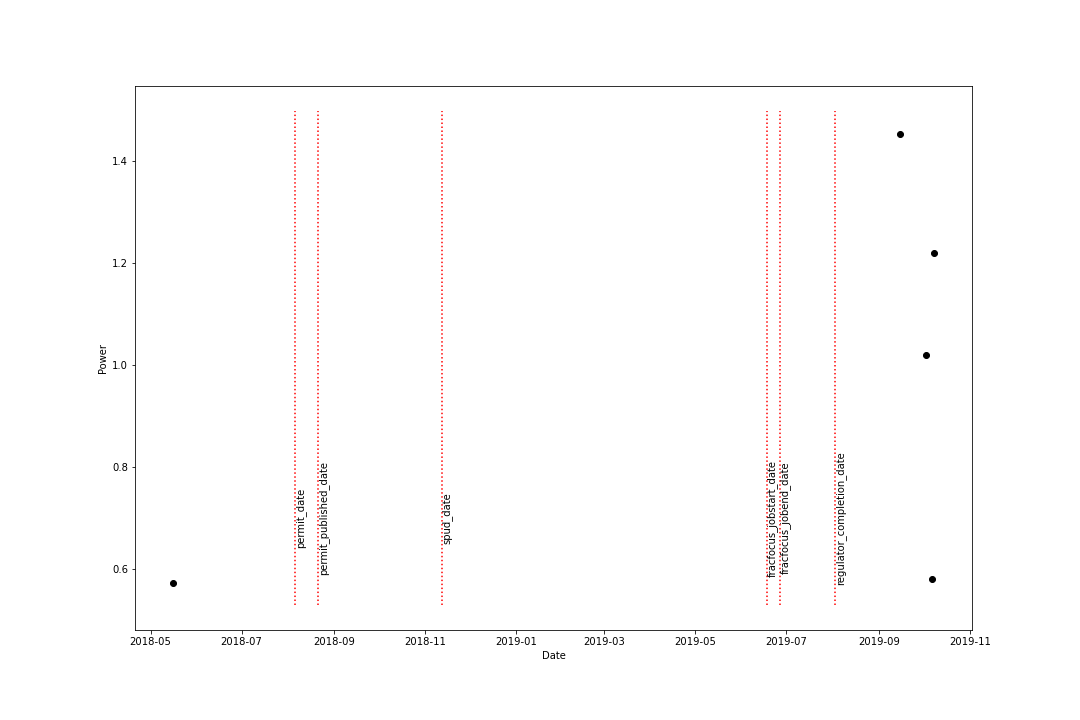 1.4
1.2
1.0
0.8
0.6
Power
permit_date
permit_published_date
spud_date
fracfocus_jobstart_date
fracfocus_jobend_date
regulator_completion_date
2018-05
2018-07
2018-09
2018-11
2019-01
2019-03
2019-05
2019-07
2019-09
2019-11
Date